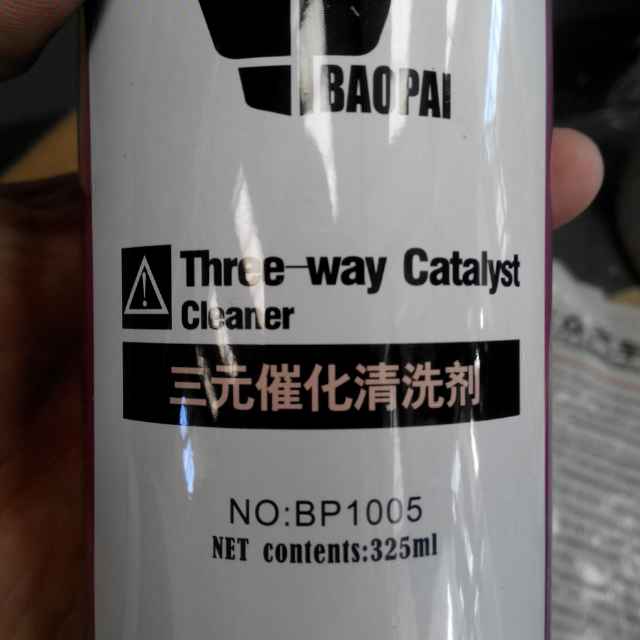 BAOPAI
Three-way Catalyst
Cleaner
三元催化清洗剂
NO:BP1005
NET contents:325ml